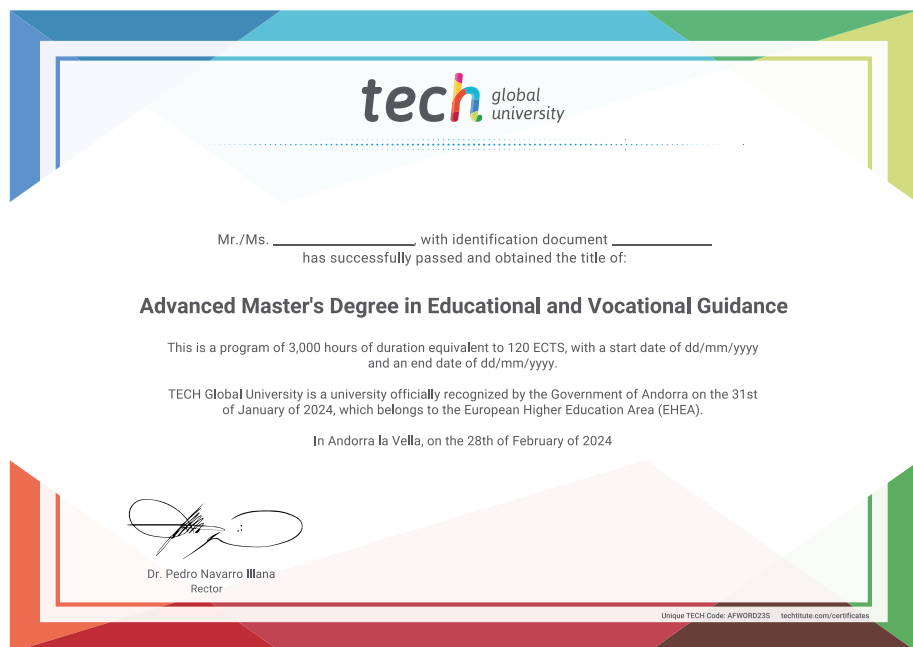 tech global university
Mr./Ms. ____________, with identification document ____________
has successfully passed and obtained the title of:
Advanced Master's Degree in Educational and Vocational Guidance
This is a program of 3,000 hours of duration equivalent to 120 ECTS, with a start date of dd/mm/yyyy
and an end date of dd/mm/yyyy.
TECH Global University is a university officially recognized by the Government of Andorra on the 31st
of January of 2024, which belongs to the European Higher Education Area (EHEA).
In Andorra la Vella, on the 28th of February of 2024
Dr. Pedro Navarro Illana
Rector
Unique TECH Code: AFWORD23S techtitute.com/certificates